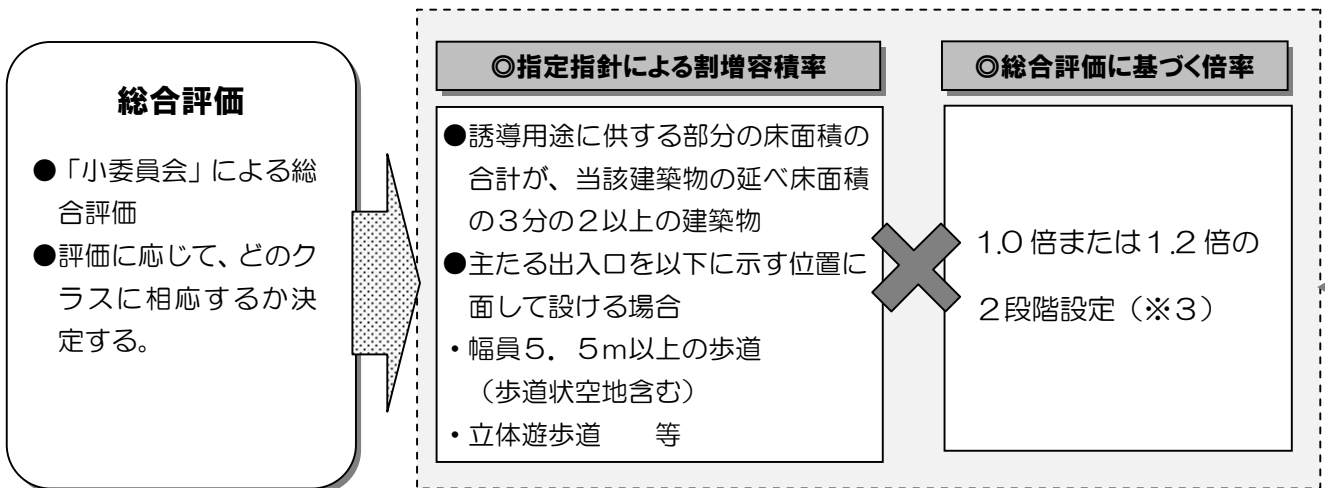 総合評価
●「小委員会」による総
合評価
●評価に応じて、どのク
ラスに相応するか決
定する。
◎指定指針による割増容積率
●誘導用途に供する部分の床面積の
合計が、当該建築物の延べ床面積
の３分の２以上の建築物
●主たる出入口を以下に示す位置に
面して設ける場合
・幅員５．５ｍ以上の歩道
（歩道状空地含む）
・立体遊歩道　　等
◎総合評価に基づく倍率
１.０倍または１.２倍の
２段階設定（※３）